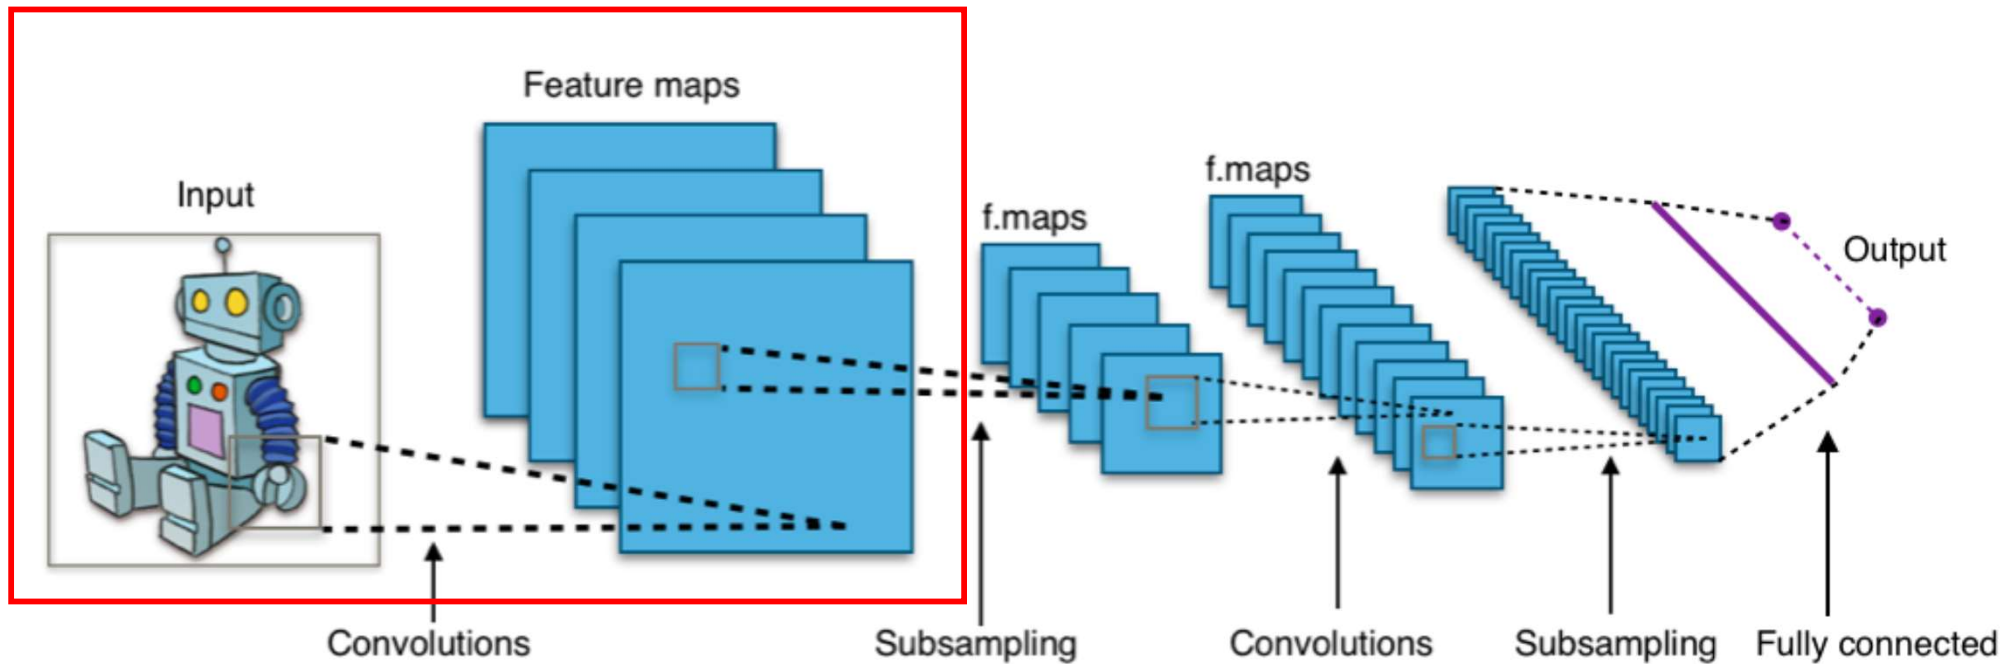 Feature maps
Input
f.maps
f.maps
Output
Convolutions
Subsampling
Convolutions
Subsampling
Fully connected